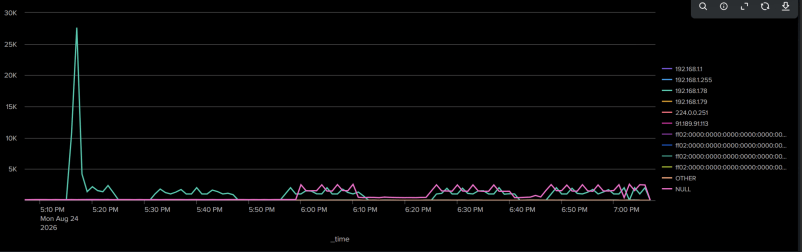 30K
25K
20K
15K
10K
5K
5:10 PM
Mon Aug 24
2026
5:20 PM
5:30 PM
5:40 PM
5:50 PM
6:00 PM
6:10 PM
6:20 PM
6:30 PM
6:40 PM
6:50 PM
7:00 PM
_time
192.168.1.1
192.168.1.255
192.168.1.78
192.168.1.79
224.0.0.251
91.189.91.113
ff02:0000:0000:0000:0000:0000:00...
ff02:0000:0000:0000:0000:0000:00...
ff02:0000:0000:0000:0000:0000:00...
ff02:0000:0000:0000:0000:0000:00...
OTHER
NULL